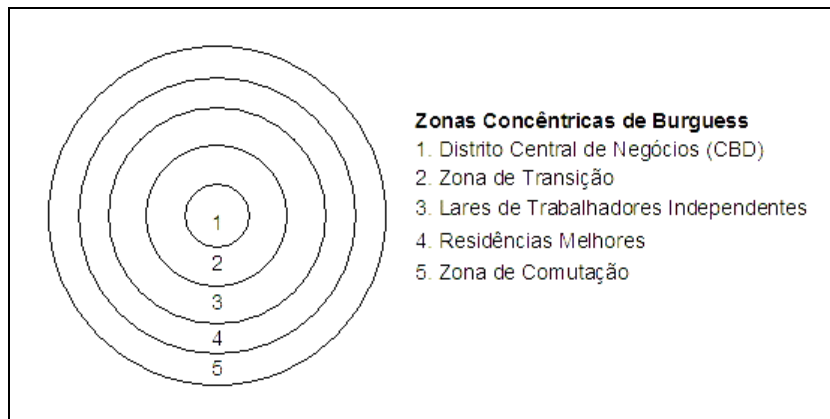 Zonas Concêntricas de Burguess
1. Distrito Central de Negócios (CBD)
2. Zona de Transição
3. Lares de Trabalhadores Independentes
4. Residências Melhores
5. Zona de Comutação
1
2
3
4
5